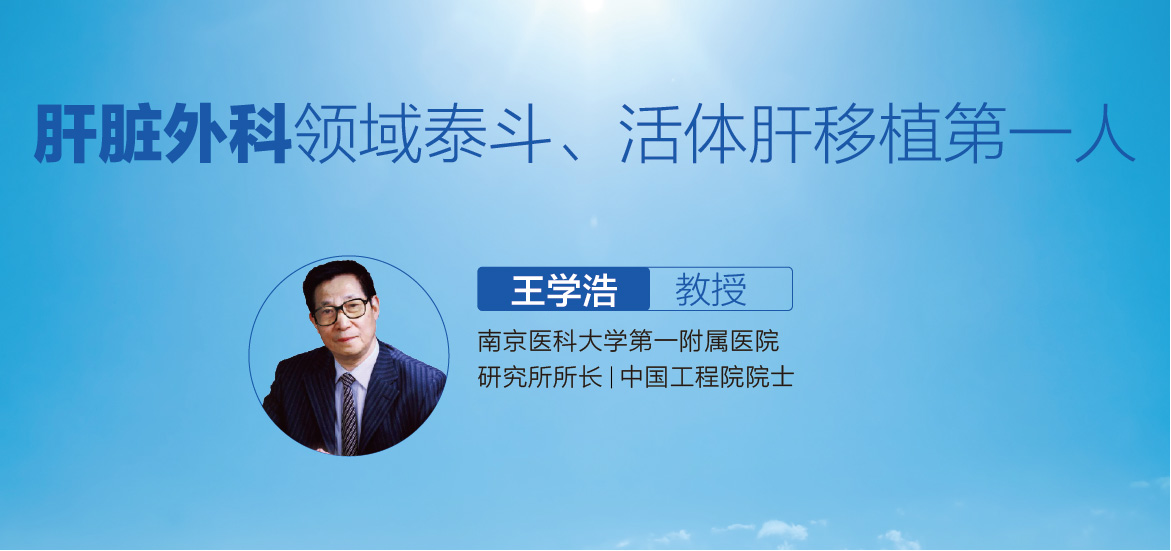 肝脏外科领域泰斗、活体肝移植第一人
王学浩 教授
南京医科大学第一附属医院
研究所所长|中国工程院院士